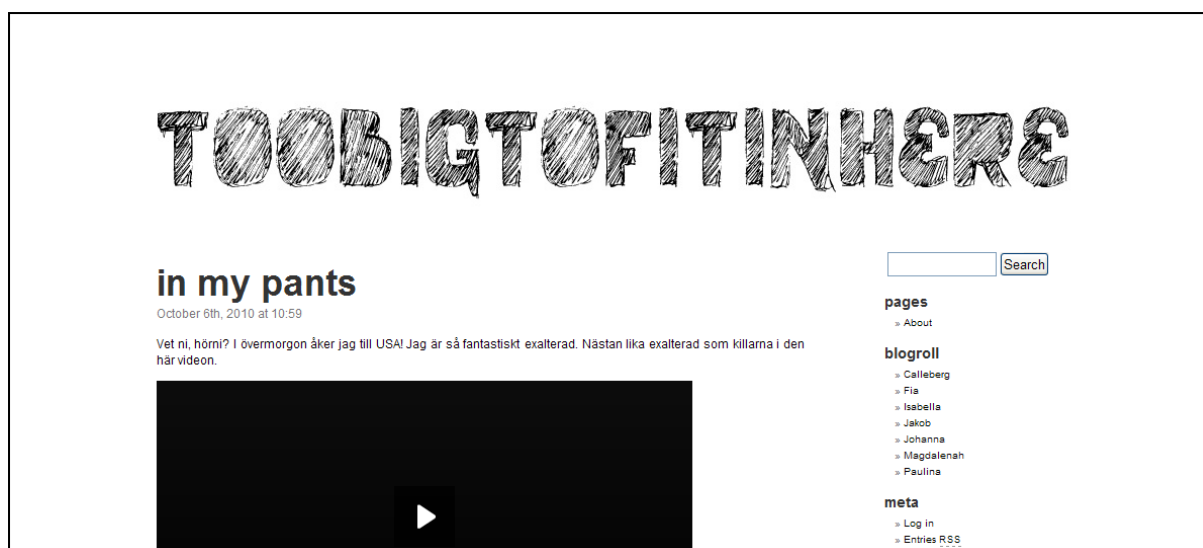 TOOBIGTOFITINHERE
in my pants
October 6th, 2010 at 10:59
Vet ni, hörni? I övermorgon åker jag till USA! Jag är så fantastiskt exalterad. Nästan lika exalterad som killarna i den
här videon.
Search
pages
» About
blogroll
» Calleberg
» Fia
» Isabella
» Jakob
» Johanna
» Magdalenah
» Paulina
meta
» Log in
» Entries RSS